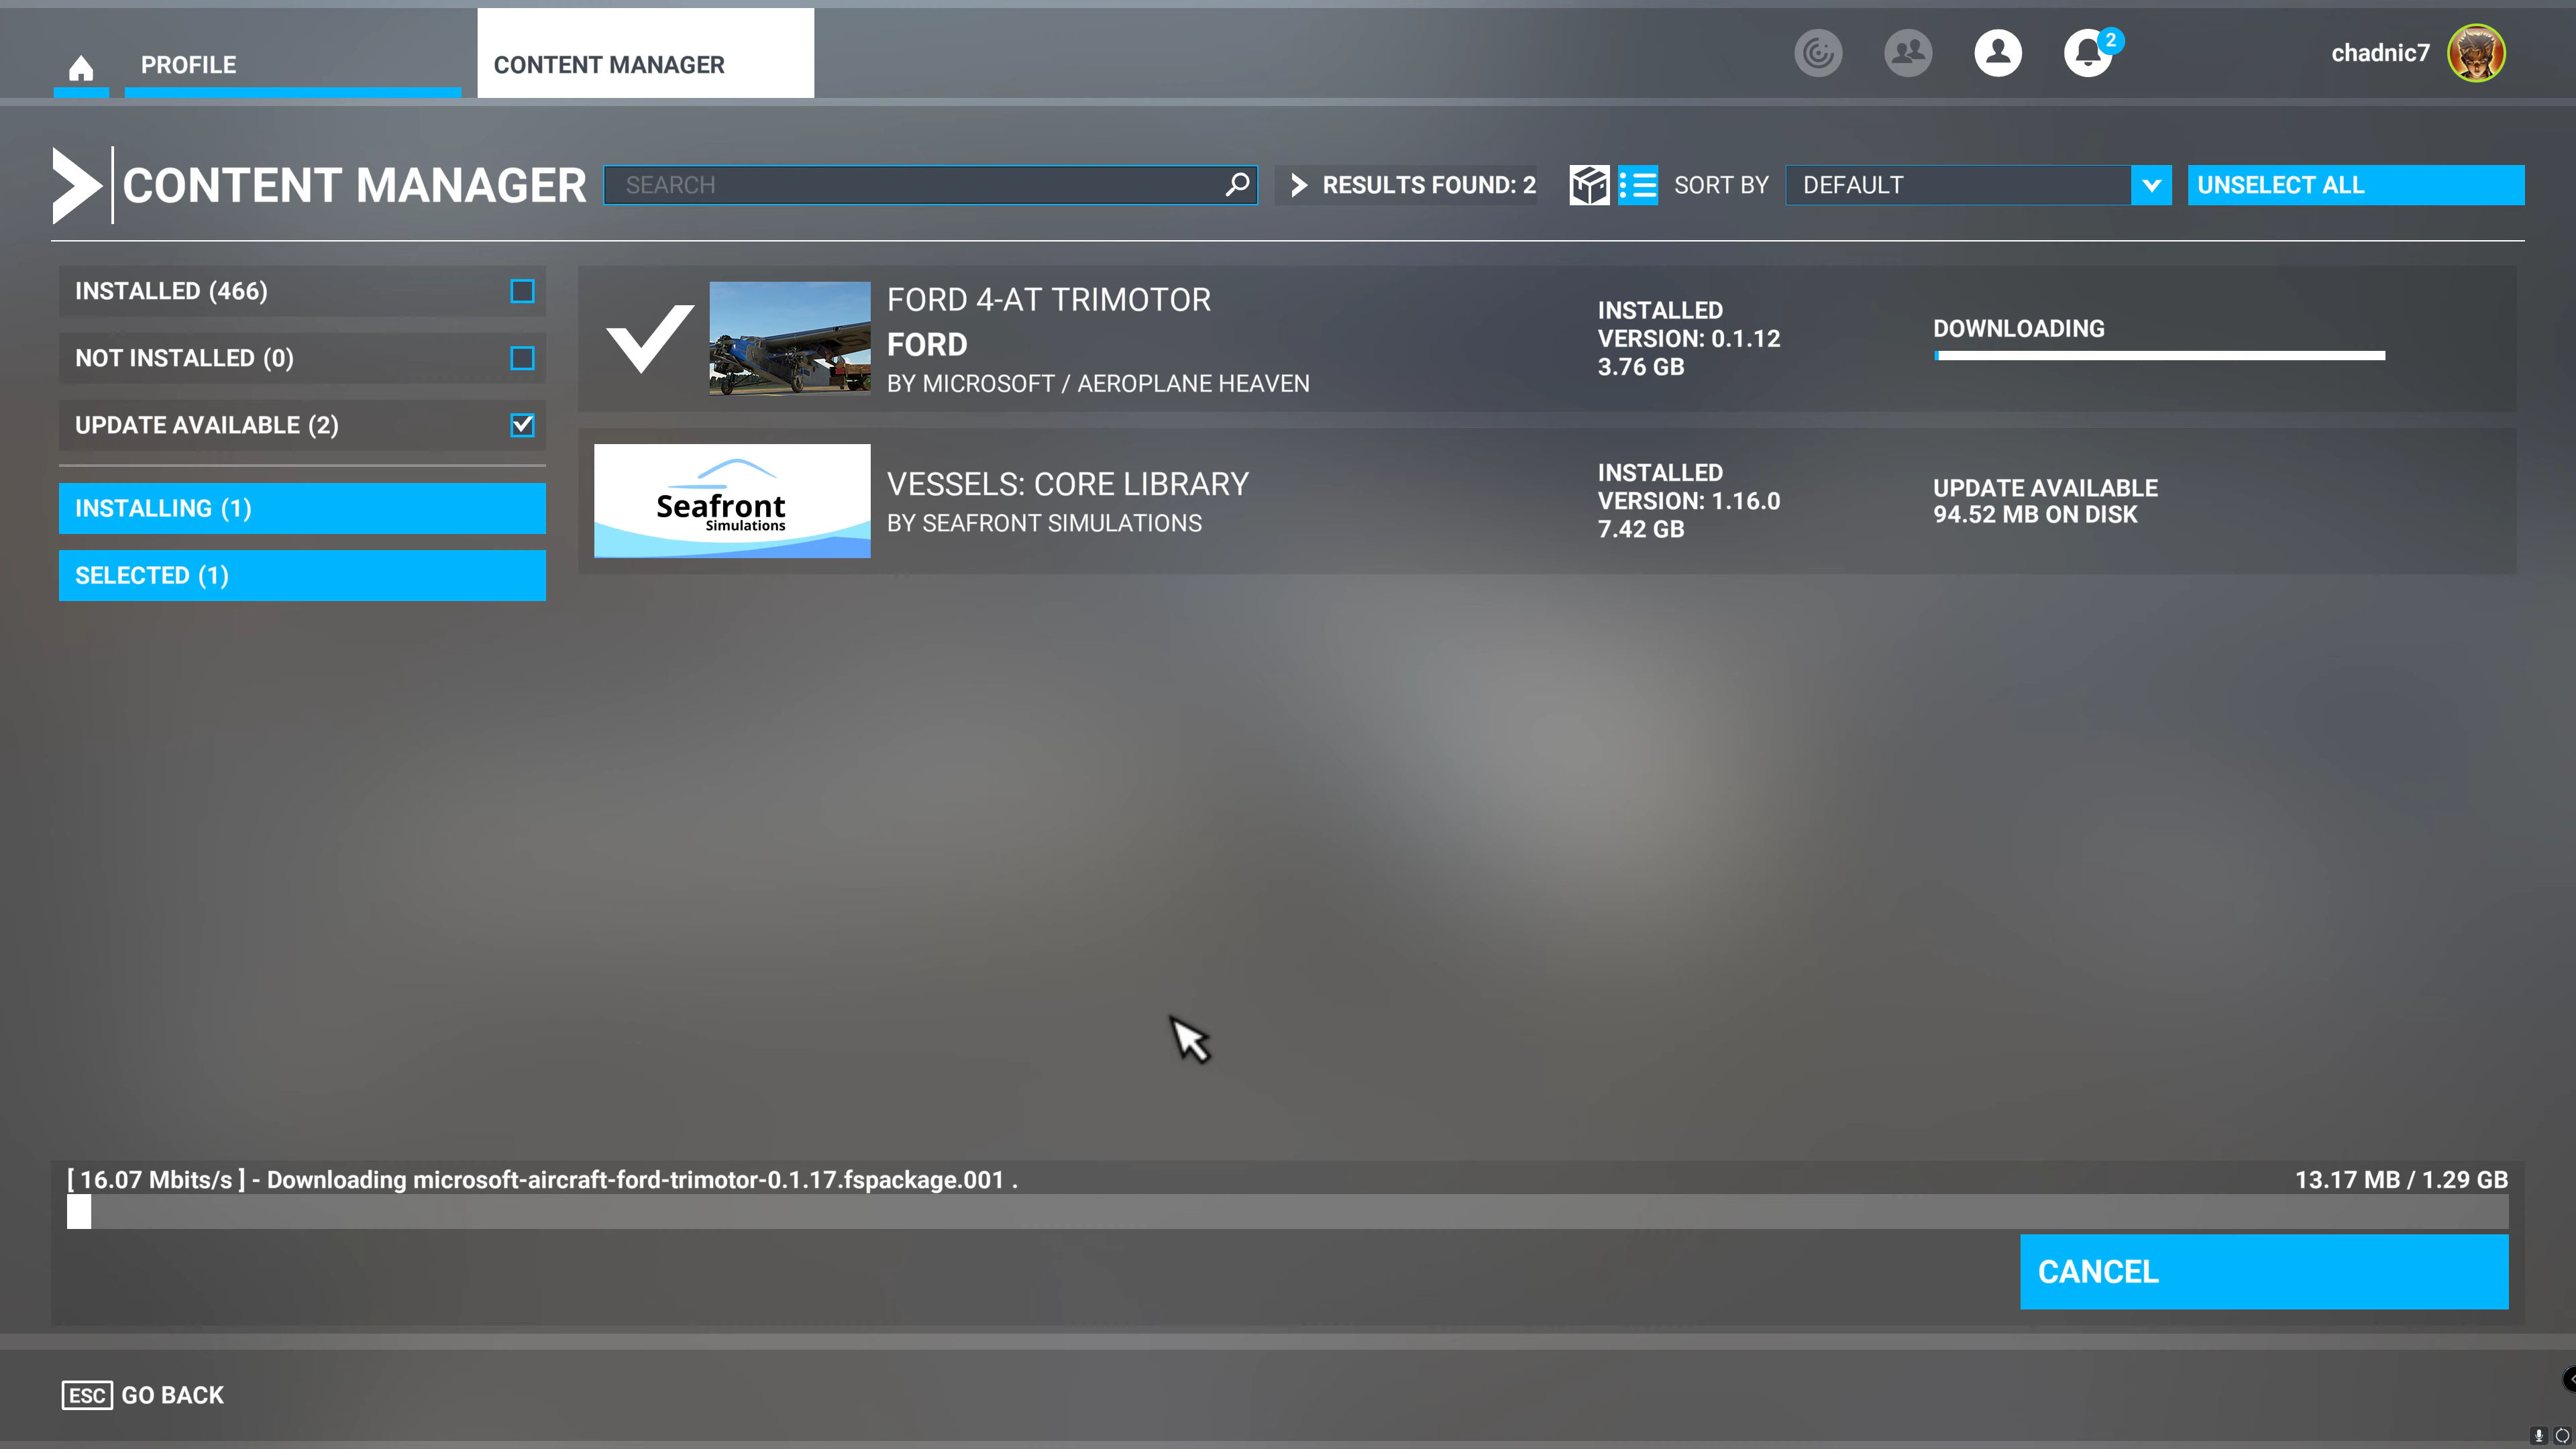 PROFILE
CONTENT MANAGER
2
chadnic7
CONTENT MANAGER
SEARCH
RESULTS FOUND: 2
SORT BY
DEFAULT
UNSELECT ALL
INSTALLED (466)
NOT INSTALLED (0)
UPDATE AVAILABLE (2)
INSTALLING (1)
SELECTED (1)
FORD 4-AT TRIMOTOR
FORD
BY MICROSOFT / AEROPLANE HEAVEN
INSTALLED
VERSION: 0.1.12
3.76 GB
DOWNLOADING
Seafront
Simulations
VESSELS: CORE LIBRARY
BY SEAFRONT SIMULATIONS
INSTALLED
VERSION: 1.16.0
7.42 GB
UPDATE AVAILABLE
94.52 MB ON DISK
[ 16.07 Mbits/s ] - Downloading microsoft-aircraft-ford-trimotor-0.1.17.fspackage.001 .
13.17 MB / 1.29 GB
CANCEL
ESC GO BACK